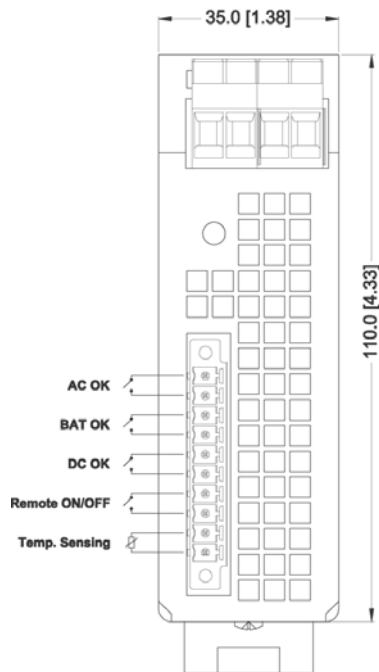 35.0 [1.38]
110.0 [4.33]
AC OK
BAT OK
DC OK
Remote ON/OFF
Temp. Sensing